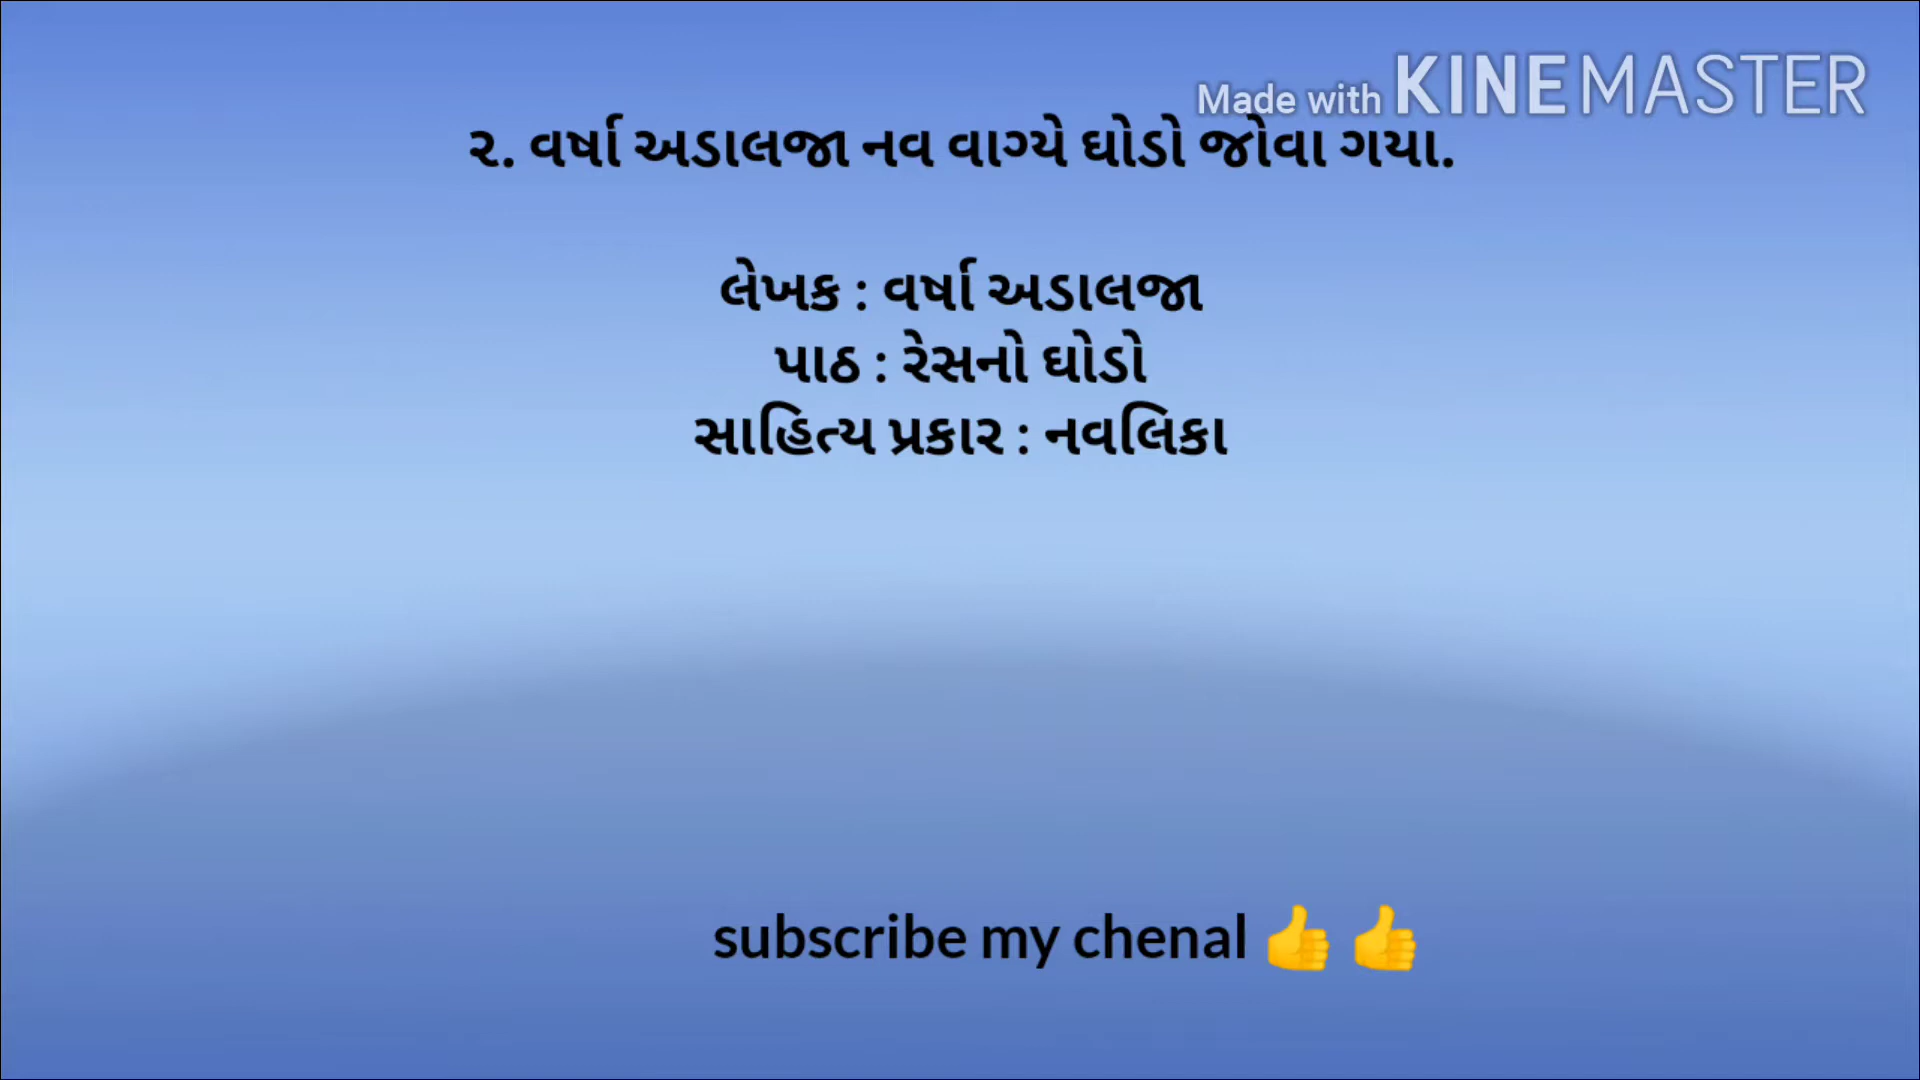 Made with KINEMASTER
૨. વર્ષા અડાલજા નવ વાગ્યે ઘોડો જોવા ગયા.
લેખક : વર્ષા અડાલજા
પાઠ : રેસનો ઘોડો
સાહિત્ય પ્રકાર : નવલિકા
subscribe my chenal 👍 👍